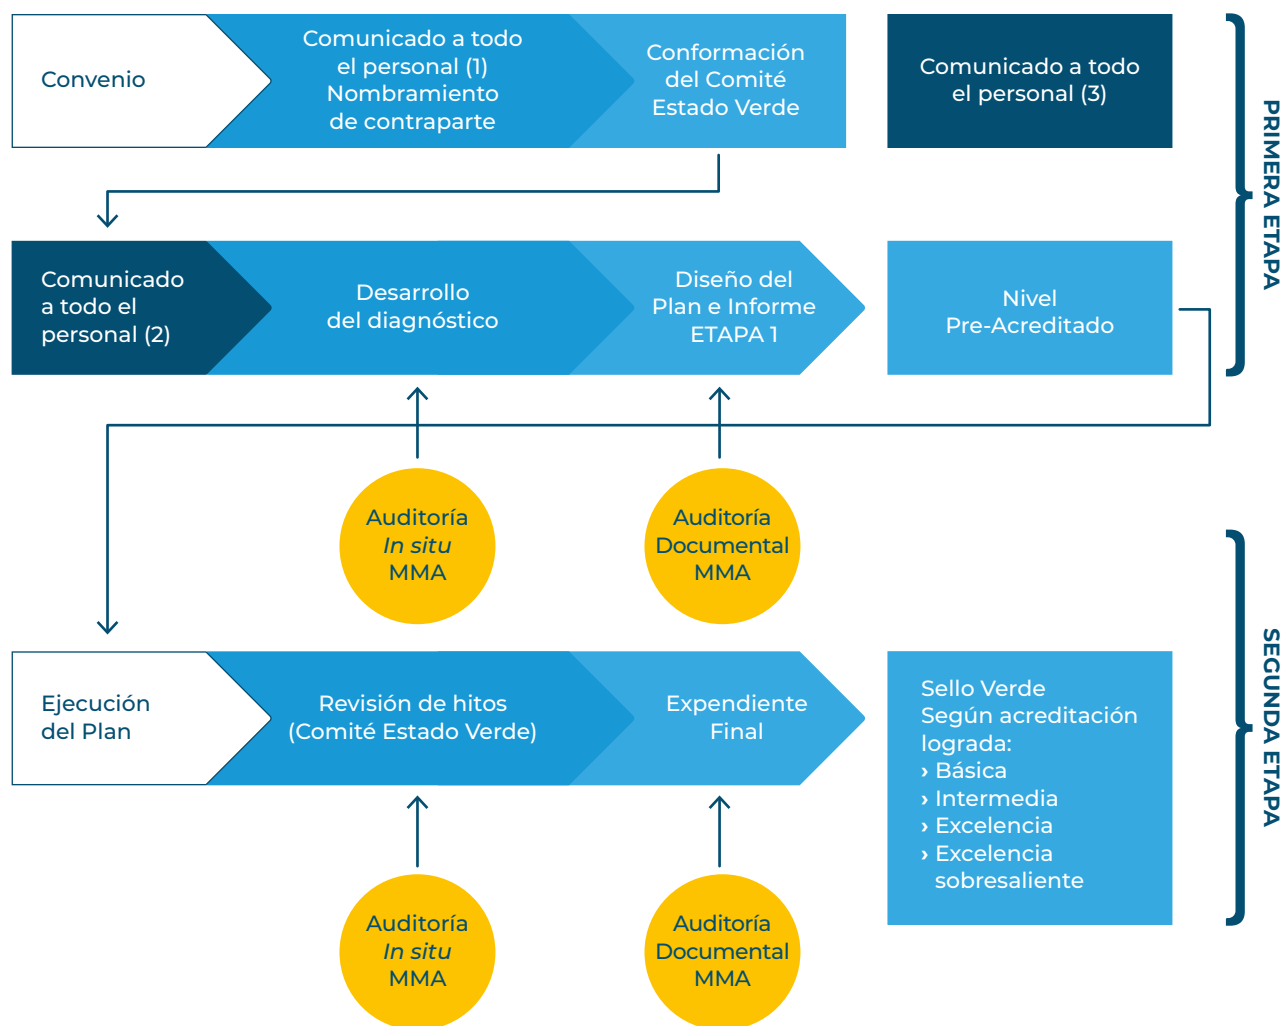 Convenio
Comunicado a todo
el personal (1)
Nombramiento
de contraparte
Conformación
del Comité
Estado Verde
Comunicado a todo
el personal (3)
PRIMERA ETAPA
Comunicado
a todo el
personal (2)
Desarrollo
del diagnóstico
Diseño del
Plan e Informe
ETAPA 1
Nivel
Pre-Acreditado
Auditoría
In situ
MMA
Auditoría
Documental
MMA
SEGUNDA ETAPA
Ejecución
del Plan
Revisión de hitos
(Comité Estado Verde)
Expendiente
Final
Sello Verde
Según acreditación
lograda:
› Básica
› Intermedia
› Excelencia
› Excelencia
sobresaliente
Auditoría
In situ
MMA
Auditoría
Documental
MMA